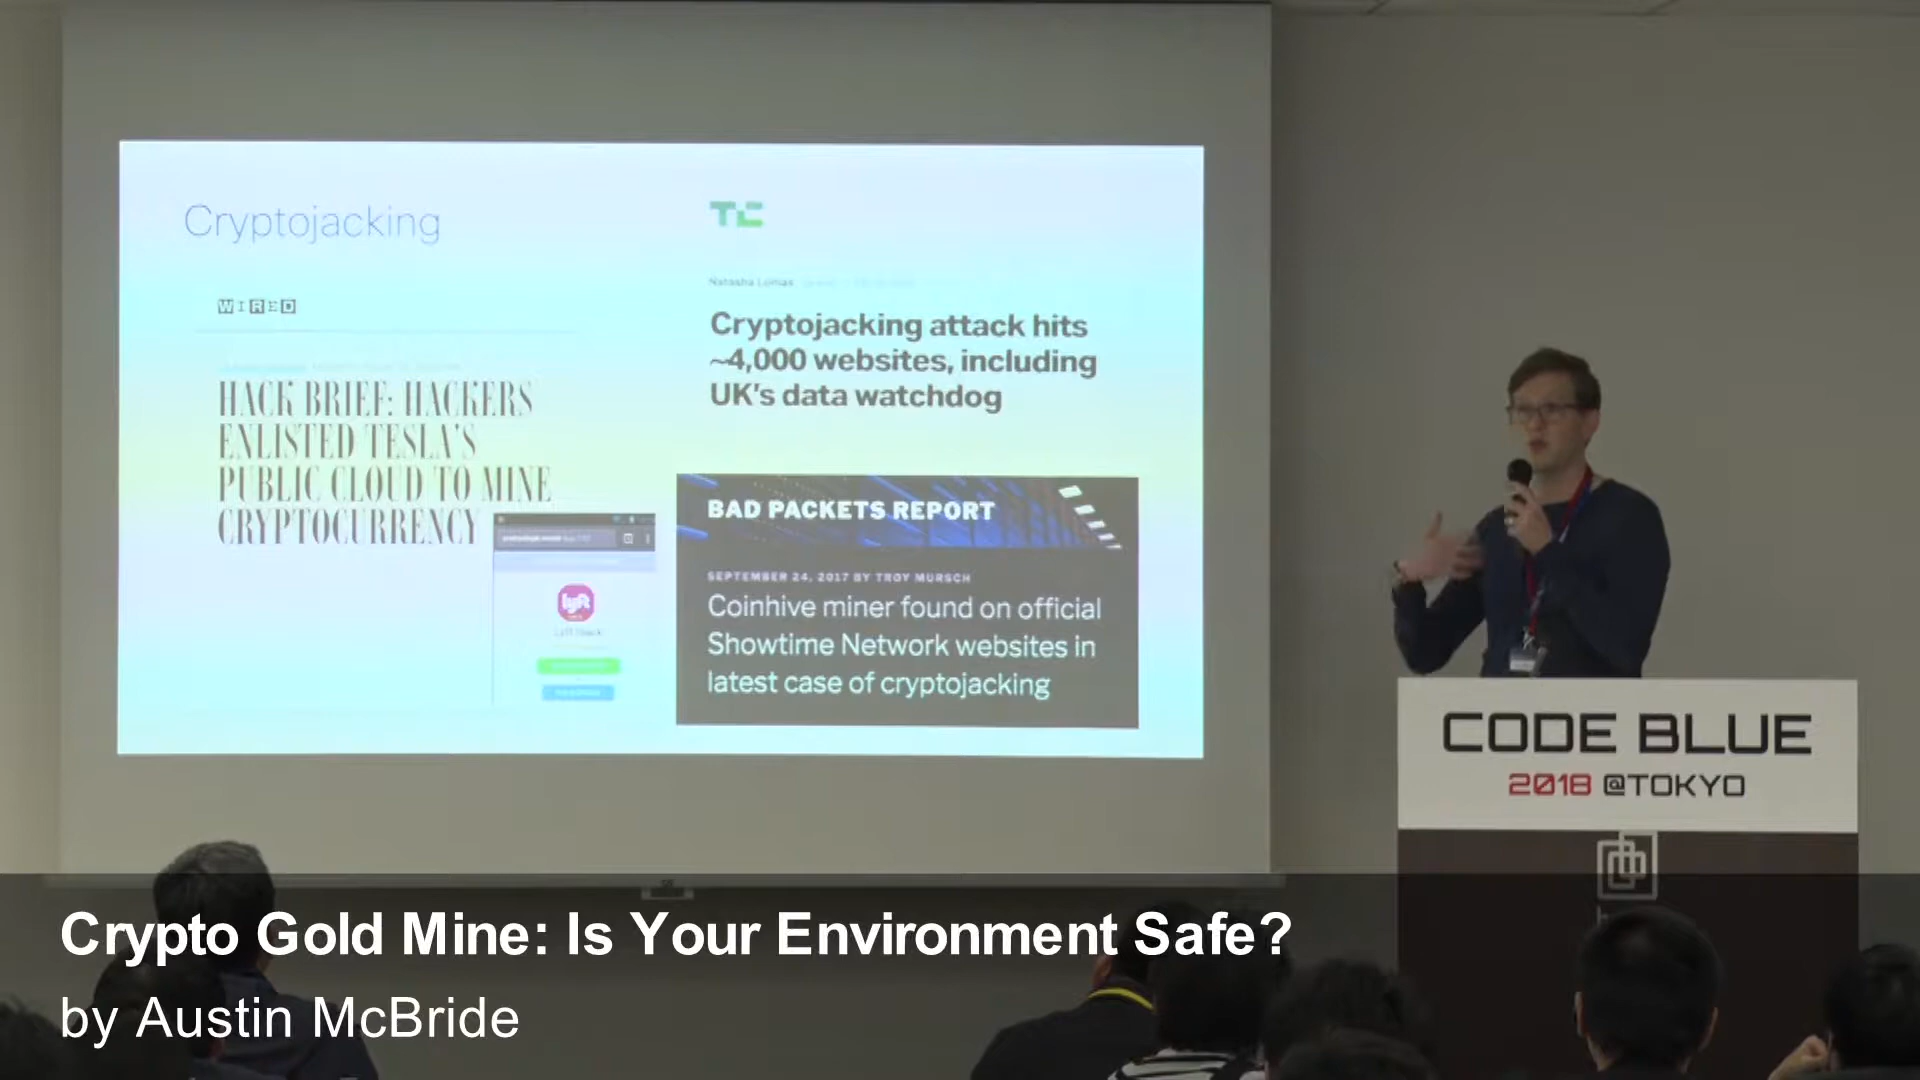 Cryptojacking
WIRED
HACK BRIEF: HACKERS
ENLISTED TESLA'S
PUBLIC CLOUD TO MINE
CRYPTOCURRENCY
lyft
TC
Natasha Lomas
Cryptojacking attack hits
~4,000 websites, including
UK's data watchdog
BAD PACKETS REPORT
SEPTEMBER 24, 2017 BY TROY MURSCH
Coinhive miner found on official
Showtime Network websites in
latest case of cryptojacking
CODE BLUE
2018 @TOKYO
Crypto Gold Mine: Is Your Environment Safe?
by Austin McBride